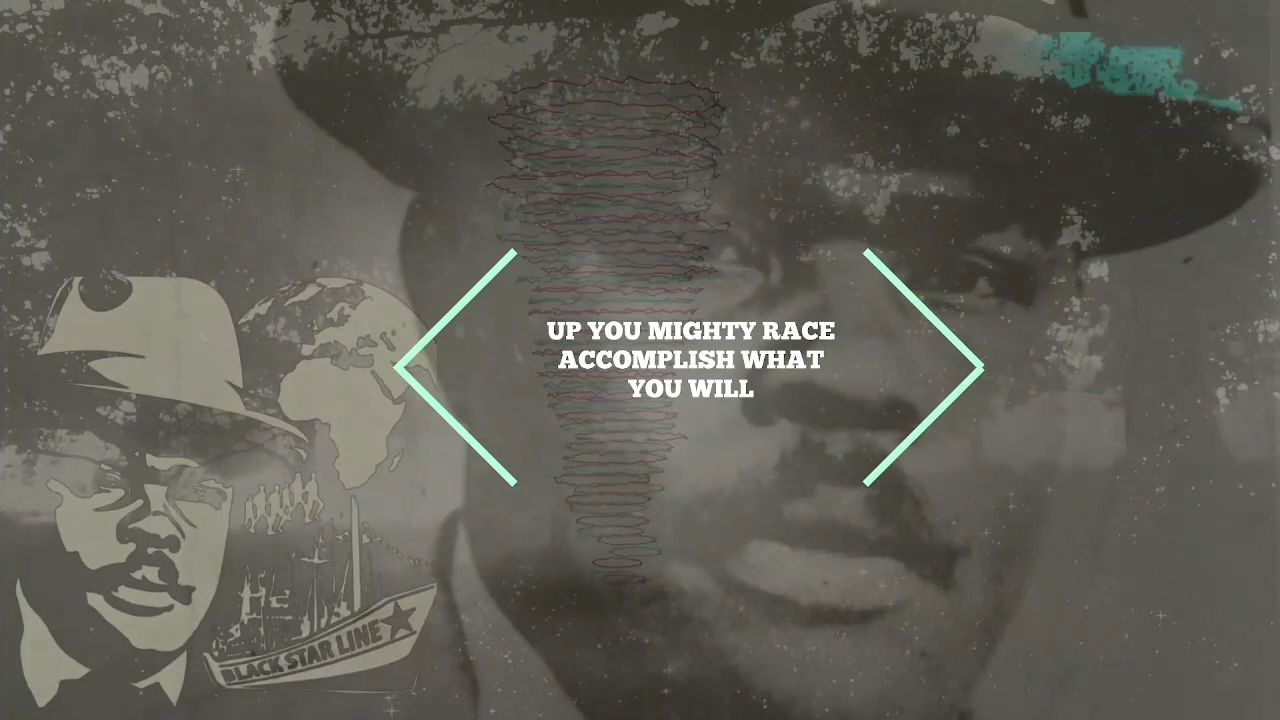 UP YOU MIGHTY RACE
ACCOMPLISH WHAT
YOU WILL
BLACK STAR LINE